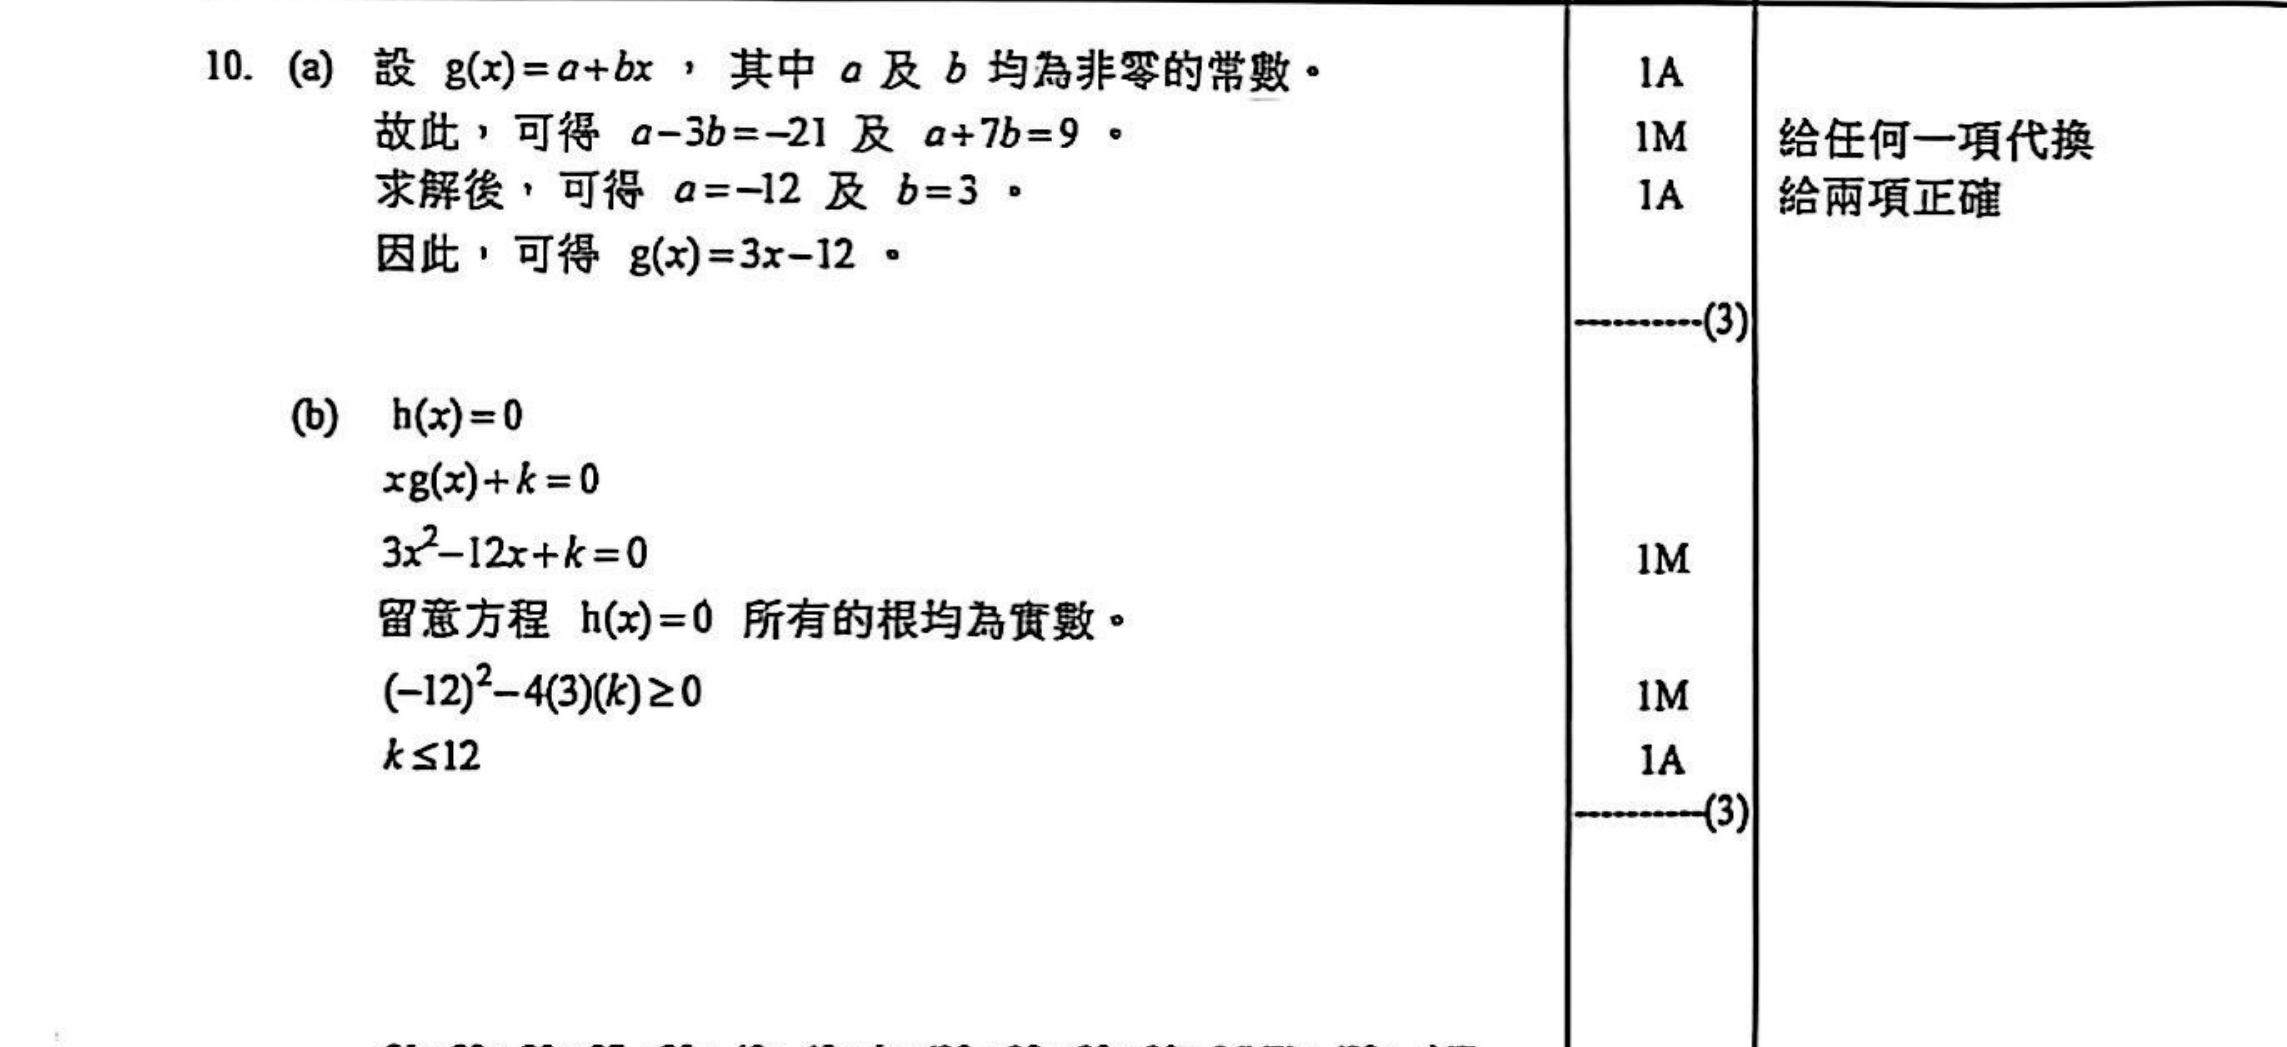 10. (a) 設 g(x)=a+bx ,其中 a 及 b 均為非零的常數。 1A
故此,可得 a−3b=−21 及 a+7b=9 。 1M 給任何一項代換
求解後,可得 a=−12 及 b=3 。 1A 給兩項正確
因此,可得 g(x)=3x−12 。
----------(3)
(b) h(x)=0
xg(x)+k=0
3x²−12x+k=0 1M
留意方程 h(x)=0 所有的根均為實數。
(−12)²−4(3)(k)≥0 1M
k≤12 1A
----------(3)